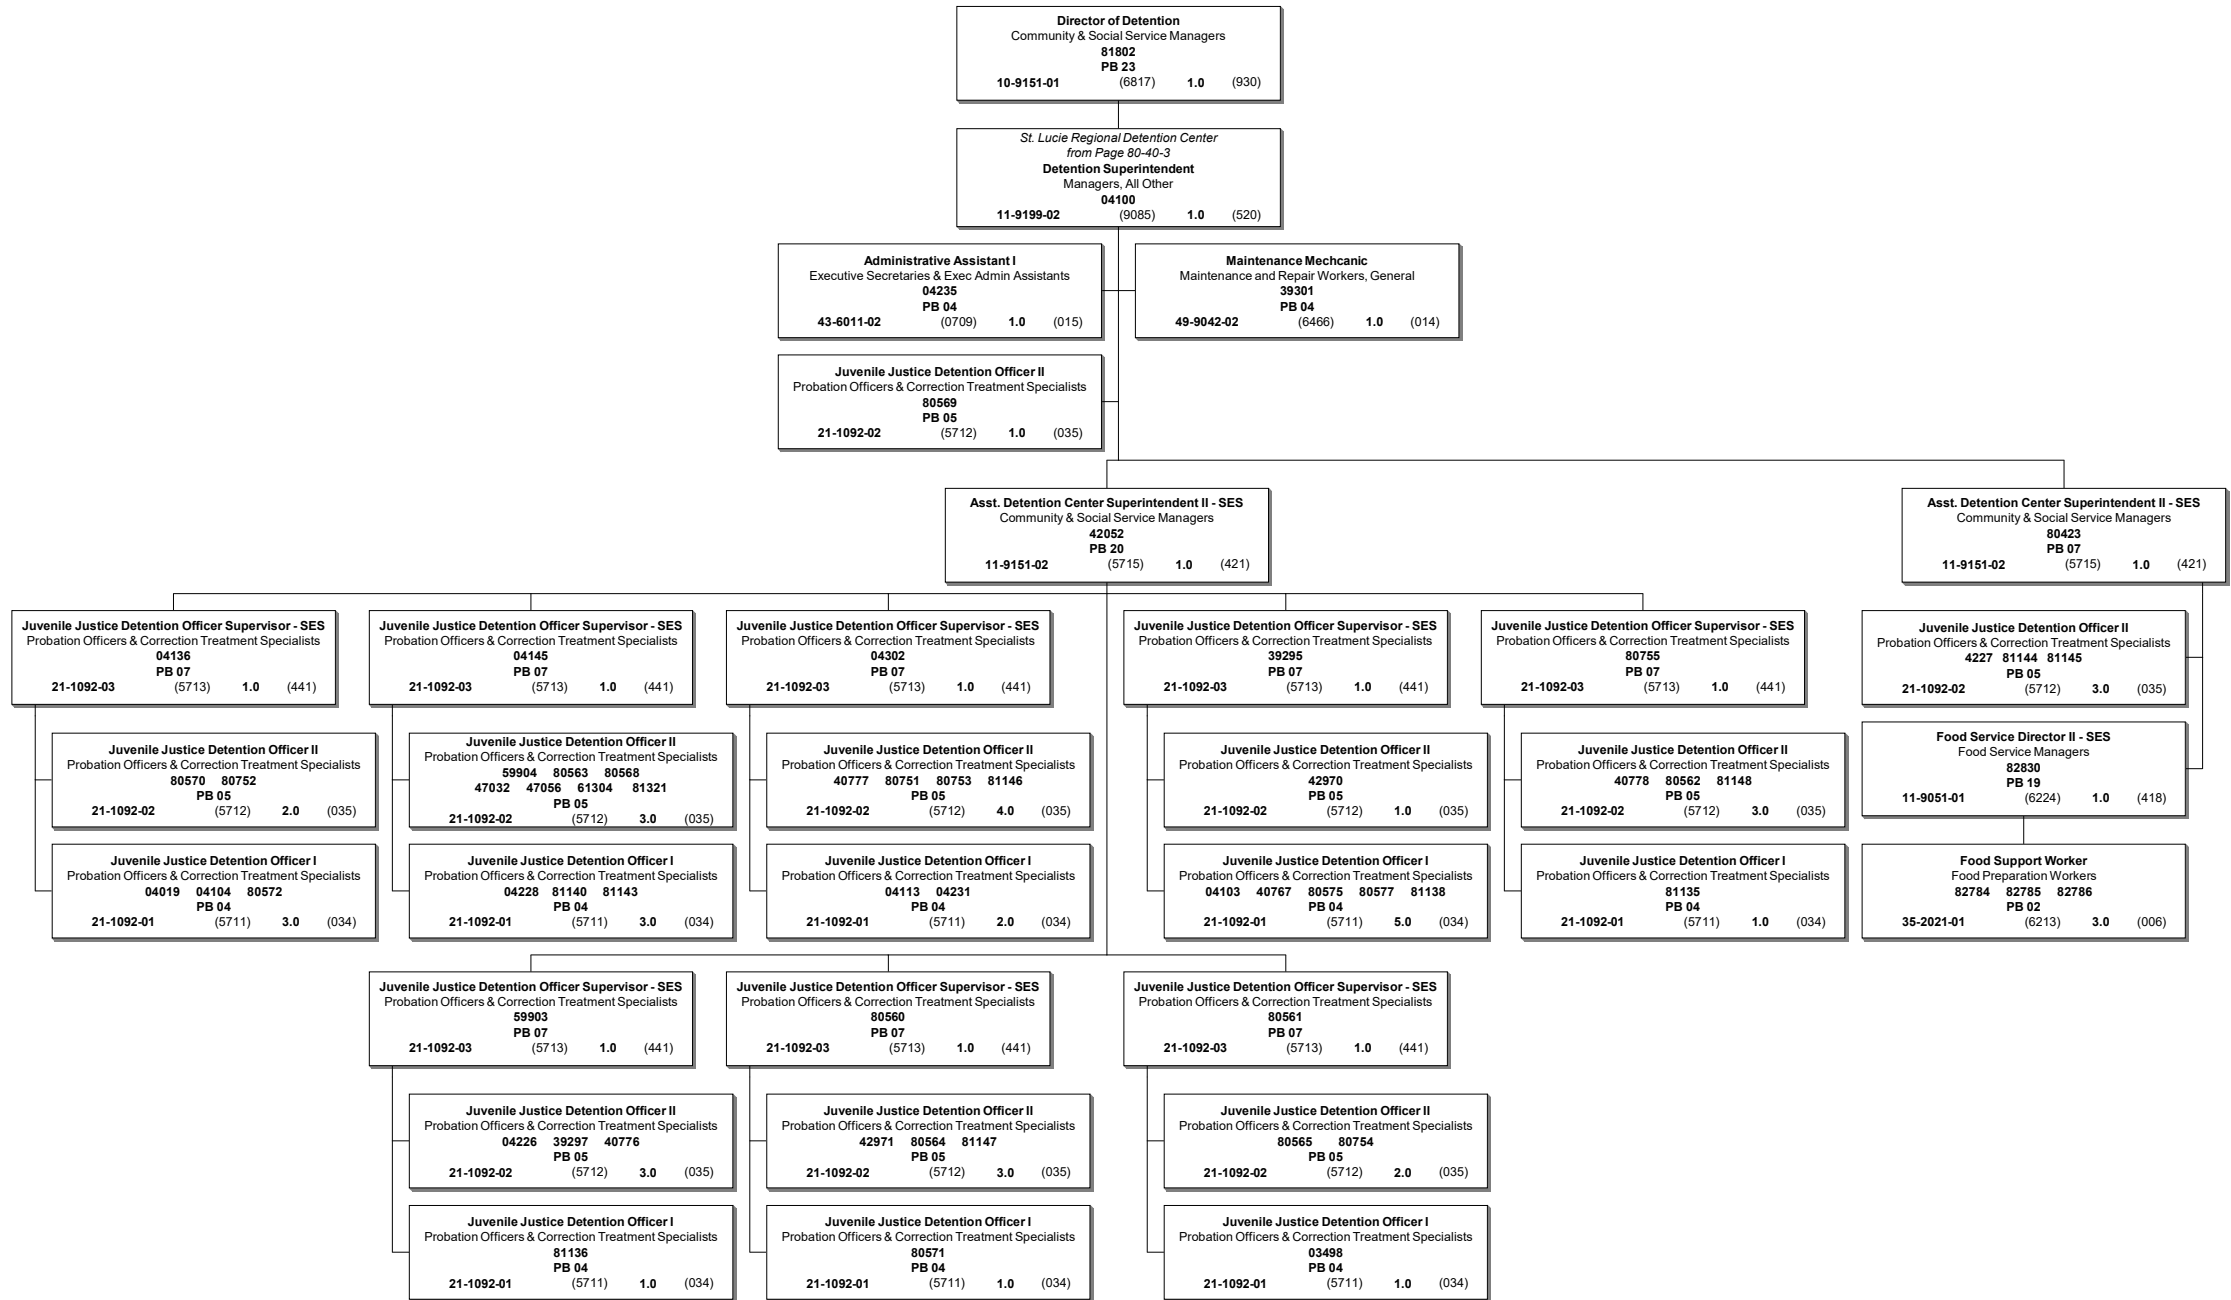 Director of Detention
Community & Social Service Managers
81802
PB 23
10-9151-01 (6817) 1.0 (930)
St. Lucie Regional Detention Center
from Page 80-40-3
Detention Superintendent
Managers, All Other
04100
11-9199-02 (9085) 1.0 (520)
Administrative Assistant I
Executive Secretaries & Exec Admin Assistants
04235
PB 04
43-6011-02 (0709) 1.0 (015)
Maintenance Mechcanic
Maintenance and Repair Workers, General
39301
PB 04
49-9042-02 (6466) 1.0 (014)
Juvenile Justice Detention Officer II
Probation Officers & Correction Treatment Specialists
80569
PB 05
21-1092-02 (5712) 1.0 (035)
Asst. Detention Center Superintendent II - SES
Community & Social Service Managers
42052
PB 20
11-9151-02 (5715) 1.0 (421)
Asst. Detention Center Superintendent II - SES
Community & Social Service Managers
80423
PB 07
11-9151-02 (5715) 1.0 (421)
Juvenile Justice Detention Officer Supervisor - SES
Probation Officers & Correction Treatment Specialists
04136
PB 07
21-1092-03 (5713) 1.0 (441)
Juvenile Justice Detention Officer Supervisor - SES
Probation Officers & Correction Treatment Specialists
04145
PB 07
21-1092-03 (5713) 1.0 (441)
Juvenile Justice Detention Officer Supervisor - SES
Probation Officers & Correction Treatment Specialists
04302
PB 07
21-1092-03 (5713) 1.0 (441)
Juvenile Justice Detention Officer Supervisor - SES
Probation Officers & Correction Treatment Specialists
39295
PB 07
21-1092-03 (5713) 1.0 (441)
Juvenile Justice Detention Officer Supervisor - SES
Probation Officers & Correction Treatment Specialists
80755
PB 07
21-1092-03 (5713) 1.0 (441)
Juvenile Justice Detention Officer II
Probation Officers & Correction Treatment Specialists
4227 81144 81145
PB 05
21-1092-02 (5712) 3.0 (035)
Juvenile Justice Detention Officer II
Probation Officers & Correction Treatment Specialists
80570 80752
PB 05
21-1092-02 (5712) 2.0 (035)
Juvenile Justice Detention Officer II
Probation Officers & Correction Treatment Specialists
59904 80563 80568
47032 47056 61304 81321
PB 05
21-1092-02 (5712) 3.0 (035)
Juvenile Justice Detention Officer II
Probation Officers & Correction Treatment Specialists
40777 80751 80753 81146
PB 05
21-1092-02 (5712) 4.0 (035)
Juvenile Justice Detention Officer II
Probation Officers & Correction Treatment Specialists
42970
PB 05
21-1092-02 (5712) 1.0 (035)
Juvenile Justice Detention Officer II
Probation Officers & Correction Treatment Specialists
40778 80562 81148
PB 05
21-1092-02 (5712) 3.0 (035)
Food Service Director II - SES
Food Service Managers
82830
PB 19
11-9051-01 (6224) 1.0 (418)
Juvenile Justice Detention Officer I
Probation Officers & Correction Treatment Specialists
04019 04104 80572
PB 04
21-1092-01 (5711) 3.0 (034)
Juvenile Justice Detention Officer I
Probation Officers & Correction Treatment Specialists
04228 81140 81143
PB 04
21-1092-01 (5711) 3.0 (034)
Juvenile Justice Detention Officer I
Probation Officers & Correction Treatment Specialists
04113 04231
PB 04
21-1092-01 (5711) 2.0 (034)
Juvenile Justice Detention Officer I
Probation Officers & Correction Treatment Specialists
04103 40767 80575 80577 81138
PB 04
21-1092-01 (5711) 5.0 (034)
Juvenile Justice Detention Officer I
Probation Officers & Correction Treatment Specialists
81135
PB 04
21-1092-01 (5711) 1.0 (034)
Food Support Worker
Food Preparation Workers
82784 82785 82786
PB 02
35-2021-01 (6213) 3.0 (006)
Juvenile Justice Detention Officer Supervisor - SES
Probation Officers & Correction Treatment Specialists
59903
PB 07
21-1092-03 (5713) 1.0 (441)
Juvenile Justice Detention Officer Supervisor - SES
Probation Officers & Correction Treatment Specialists
80560
PB 07
21-1092-03 (5713) 1.0 (441)
Juvenile Justice Detention Officer Supervisor - SES
Probation Officers & Correction Treatment Specialists
80561
PB 07
21-1092-03 (5713) 1.0 (441)
Juvenile Justice Detention Officer II
Probation Officers & Correction Treatment Specialists
04226 39297 40776
PB 05
21-1092-02 (5712) 3.0 (035)
Juvenile Justice Detention Officer II
Probation Officers & Correction Treatment Specialists
42971 80564 81147
PB 05
21-1092-02 (5712) 3.0 (035)
Juvenile Justice Detention Officer II
Probation Officers & Correction Treatment Specialists
80565 80754
PB 05
21-1092-02 (5712) 2.0 (035)
Juvenile Justice Detention Officer I
Probation Officers & Correction Treatment Specialists
81136
PB 04
21-1092-01 (5711) 1.0 (034)
Juvenile Justice Detention Officer I
Probation Officers & Correction Treatment Specialists
80571
PB 04
21-1092-01 (5711) 1.0 (034)
Juvenile Justice Detention Officer I
Probation Officers & Correction Treatment Specialists
03498
PB 04
21-1092-01 (5711) 1.0 (034)